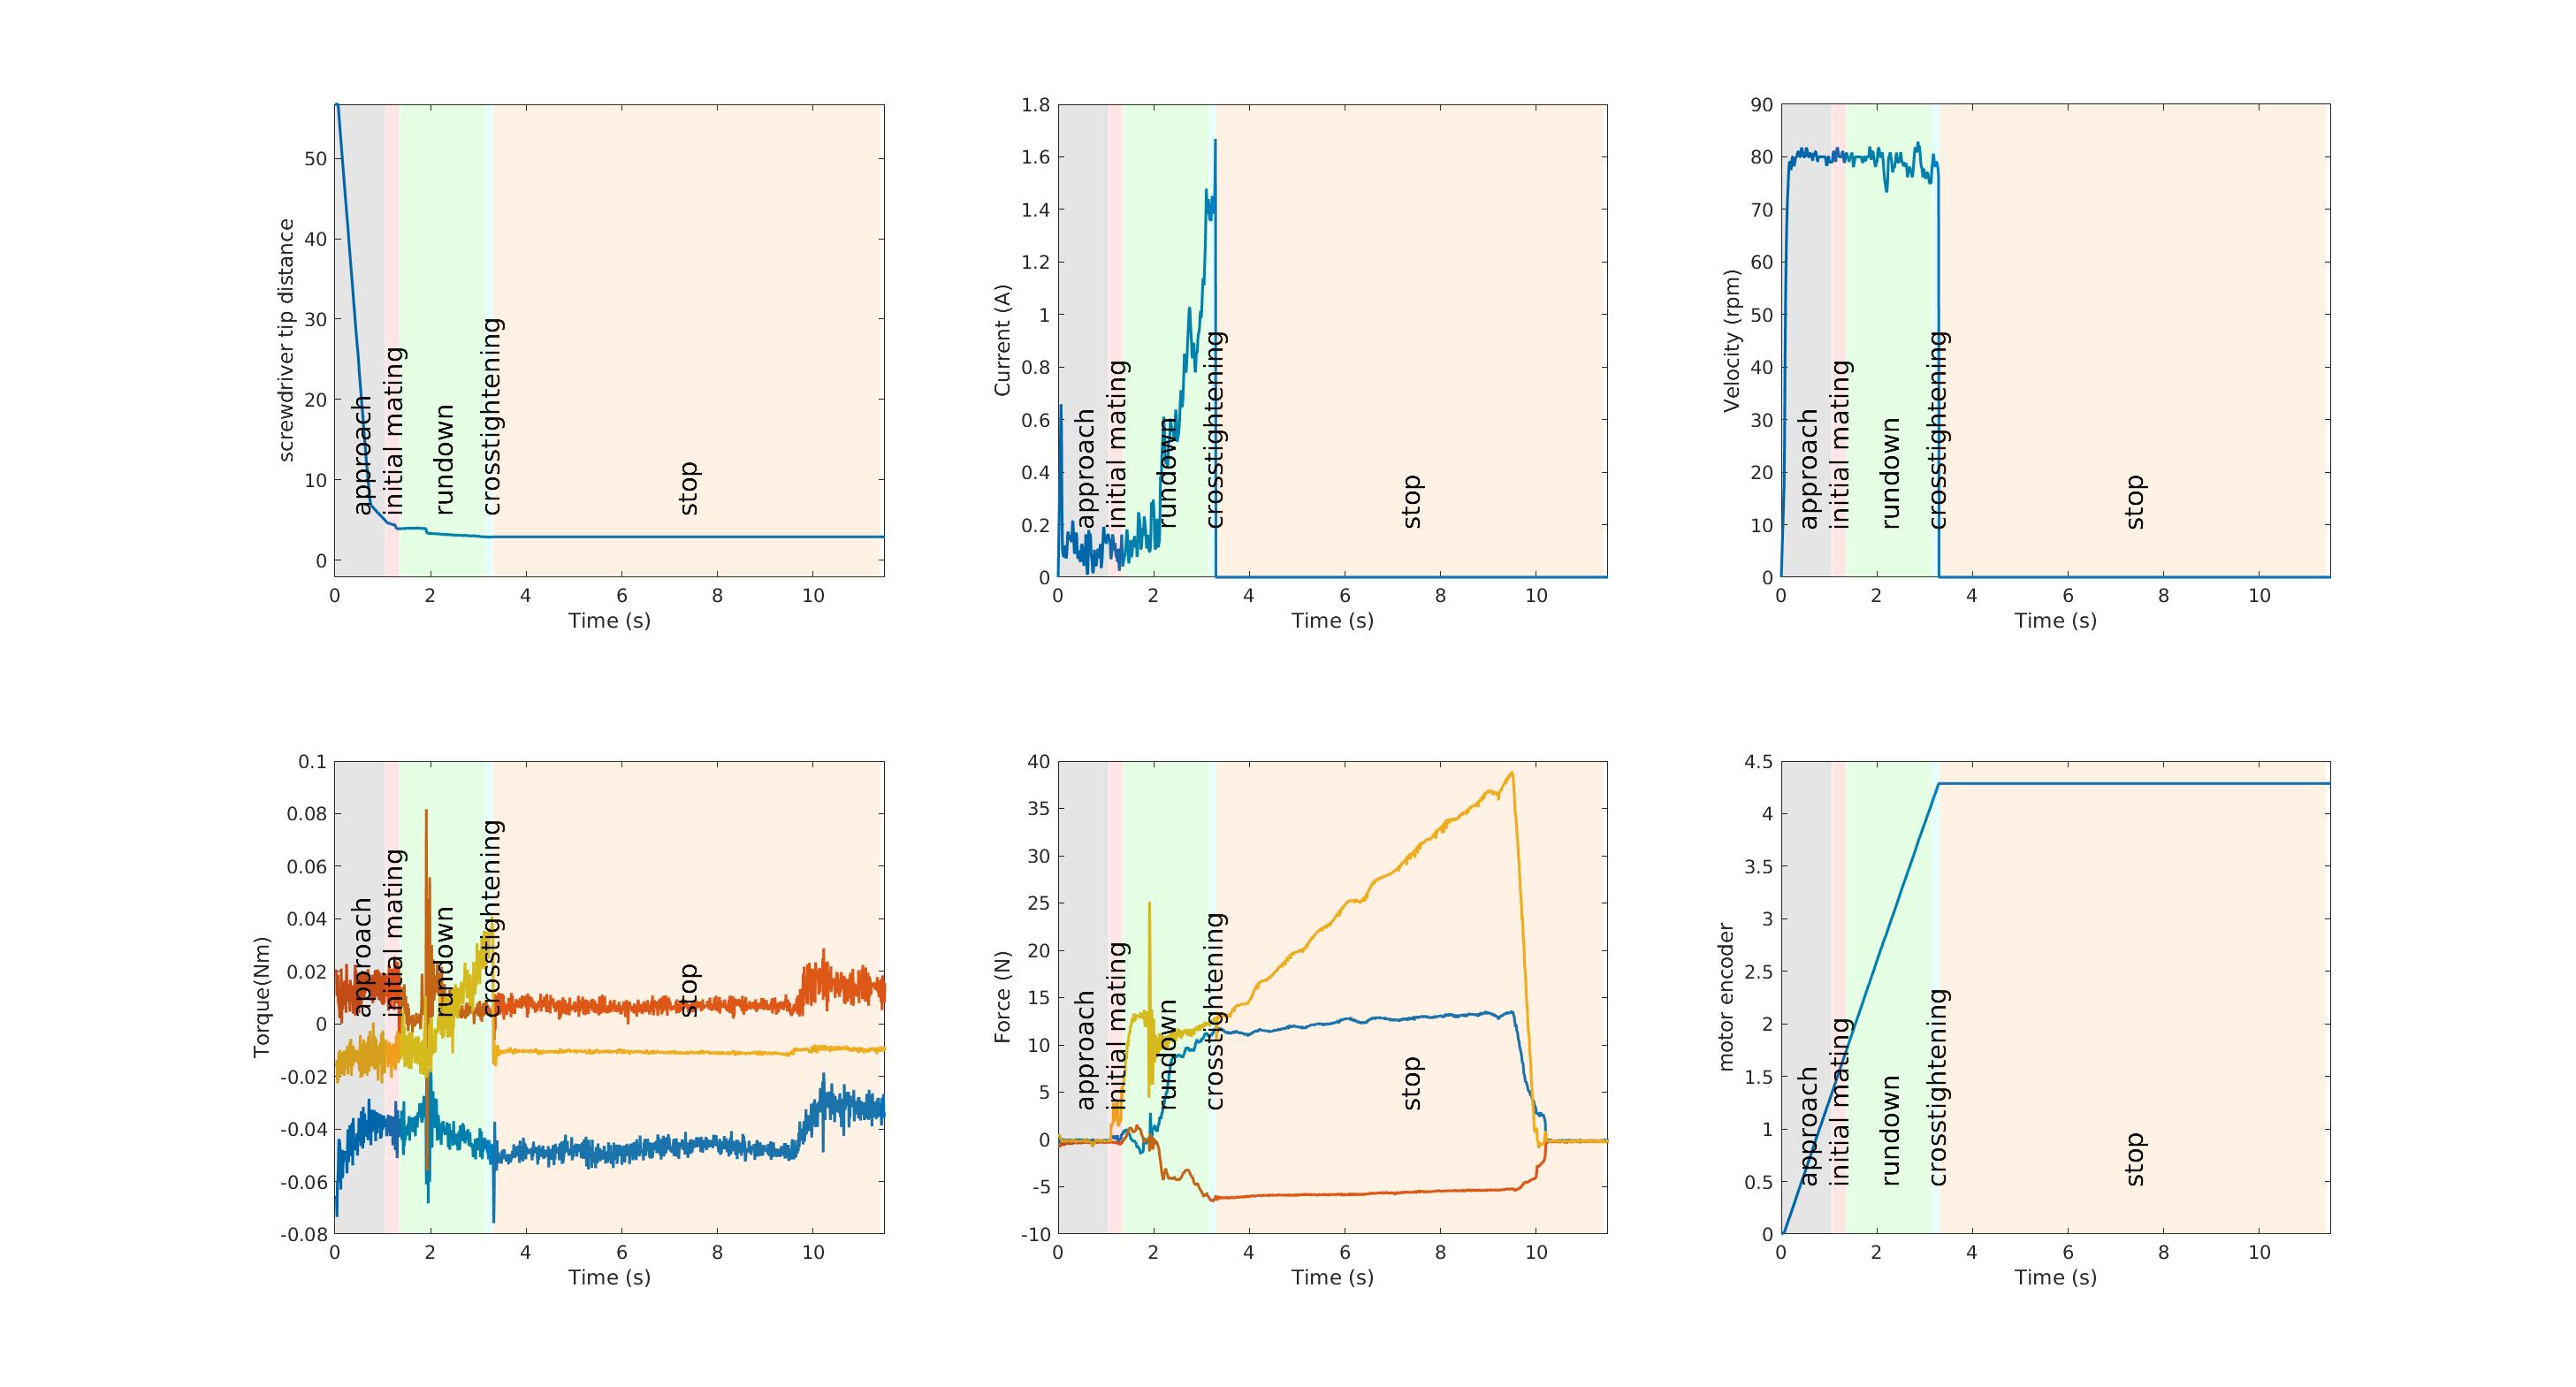 screwdriver tip distance
50
40
30
20
10
0
approach
initial mating
rundown
crosstightening
stop
0 2 4 6 8 10
Time (s)
Current (A)
1.8
1.6
1.4
1.2
1
0.8
0.6
0.4
0.2
0
approach
initial mating
rundown
crosstightening
stop
0 2 4 6 8 10
Time (s)
Velocity (rpm)
90
80
70
60
50
40
30
20
10
0
approach
initial mating
rundown
crosstightening
stop
0 2 4 6 8 10
Time (s)
Torque(Nm)
0.1
0.08
0.06
0.04
0.02
0
-0.02
-0.04
-0.06
-0.08
approach
initial mating
rundown
crosstightening
stop
0 2 4 6 8 10
Time (s)
Force (N)
40
35
30
25
20
15
10
5
0
-5
-10
approach
initial mating
rundown
crosstightening
stop
0 2 4 6 8 10
Time (s)
motor encoder
4.5
4
3.5
3
2.5
2
1.5
1
0.5
0
approach
initial mating
rundown
crosstightening
stop
0 2 4 6 8 10
Time (s)